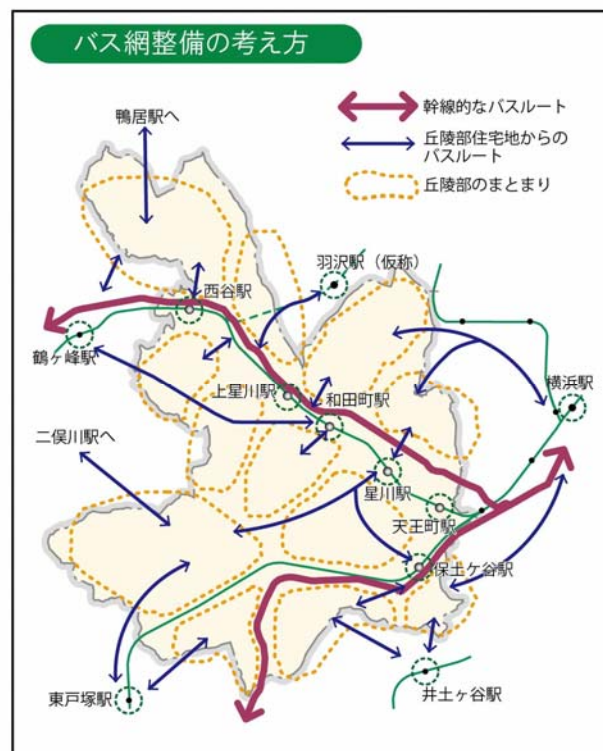 バス網整備の考え方
幹線的なバスルート
丘陵部住宅地からの
バスルート
丘陵部のまとまり
鴨居駅へ
羽沢駅（仮称）
西谷駅
鶴ヶ峰駅
横浜駅
上星川駅
和田町駅
二俣川駅へ
星川駅
天王町駅
保土ケ谷駅
東戸塚駅
井土ヶ谷駅